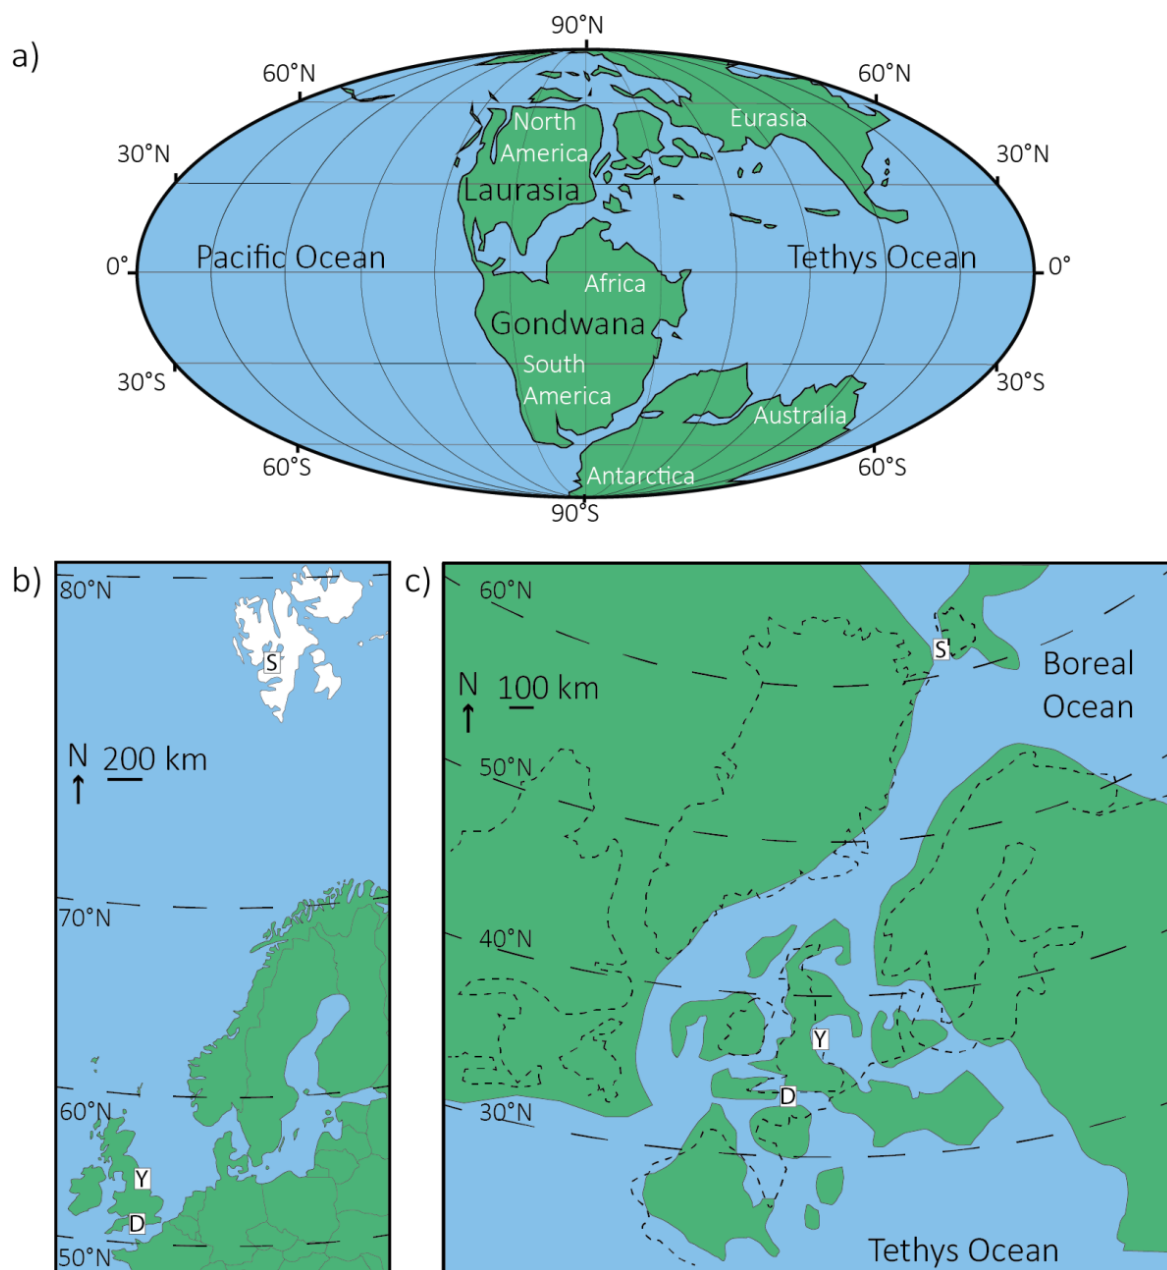 a)
90°N
60°N
60°N
30°N
30°N
North
America
Eurasia
Laurasia
Pacific Ocean
Tethys Ocean
0°
0°
Africa
Gondwana
South
America
30°S
30°S
Australia
60°S
60°S
Antarctica
90°S
b)
80°N
S
N
200 km
70°N
60°N
Y
D
50°N
c)
60°N
S
Boreal
Ocean
N
100 km
50°N
40°N
Y
D
30°N
Tethys Ocean